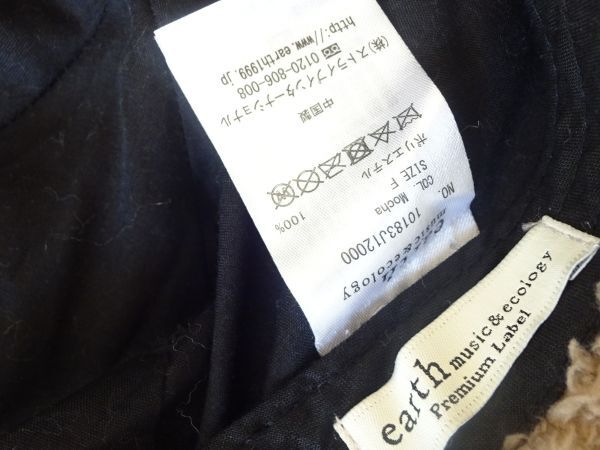 earth
music&ecology
NO. 10183J12000
COL. Mocha
SIZE F
ポリエステル 100%
中国製
(株)ストライプインターナショナル
0120-806-008
http://www.earth1999.jp
earth music&ecology
Premium Label